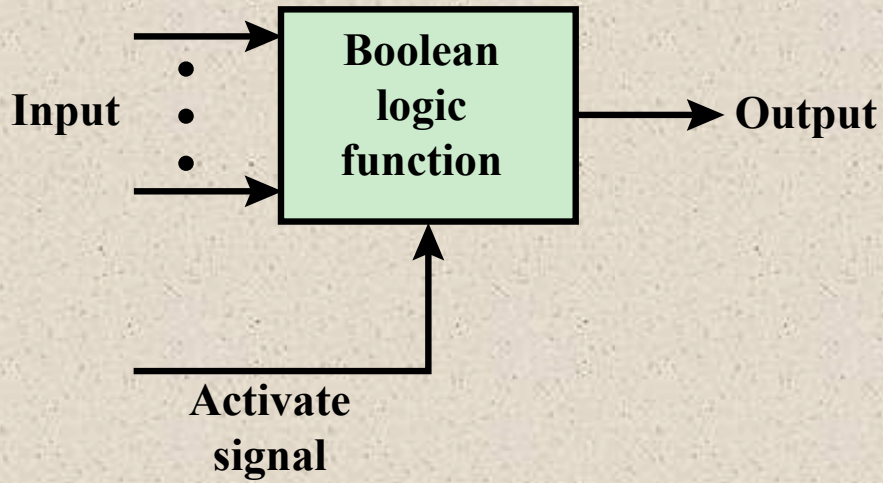 Boolean
logic
function
Input
Output
Activate
signal